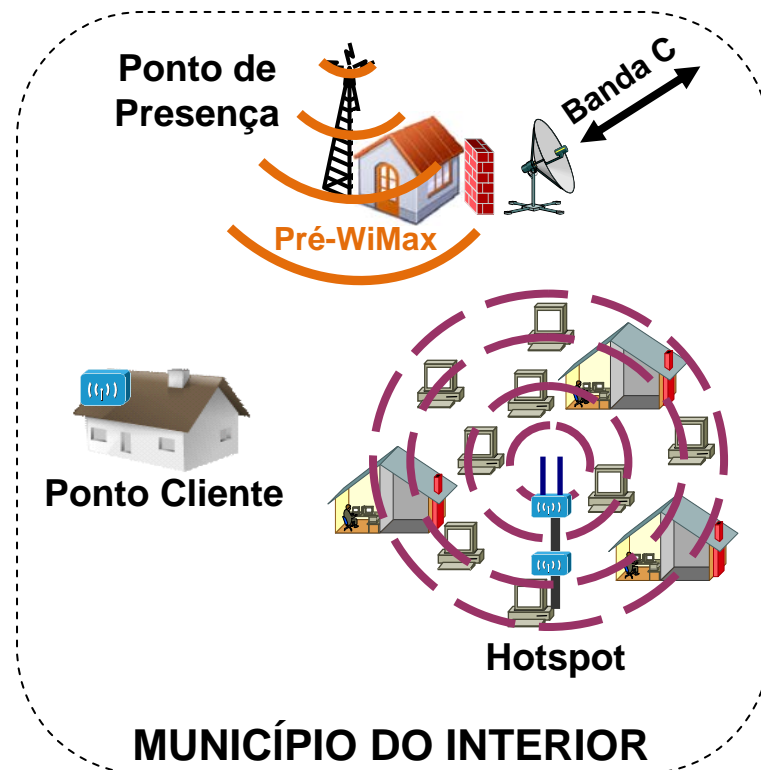 Ponto de
Presença
Banda C
Pré-WiMax
Ponto Cliente
Hotspot
MUNICÍPIO DO INTERIOR